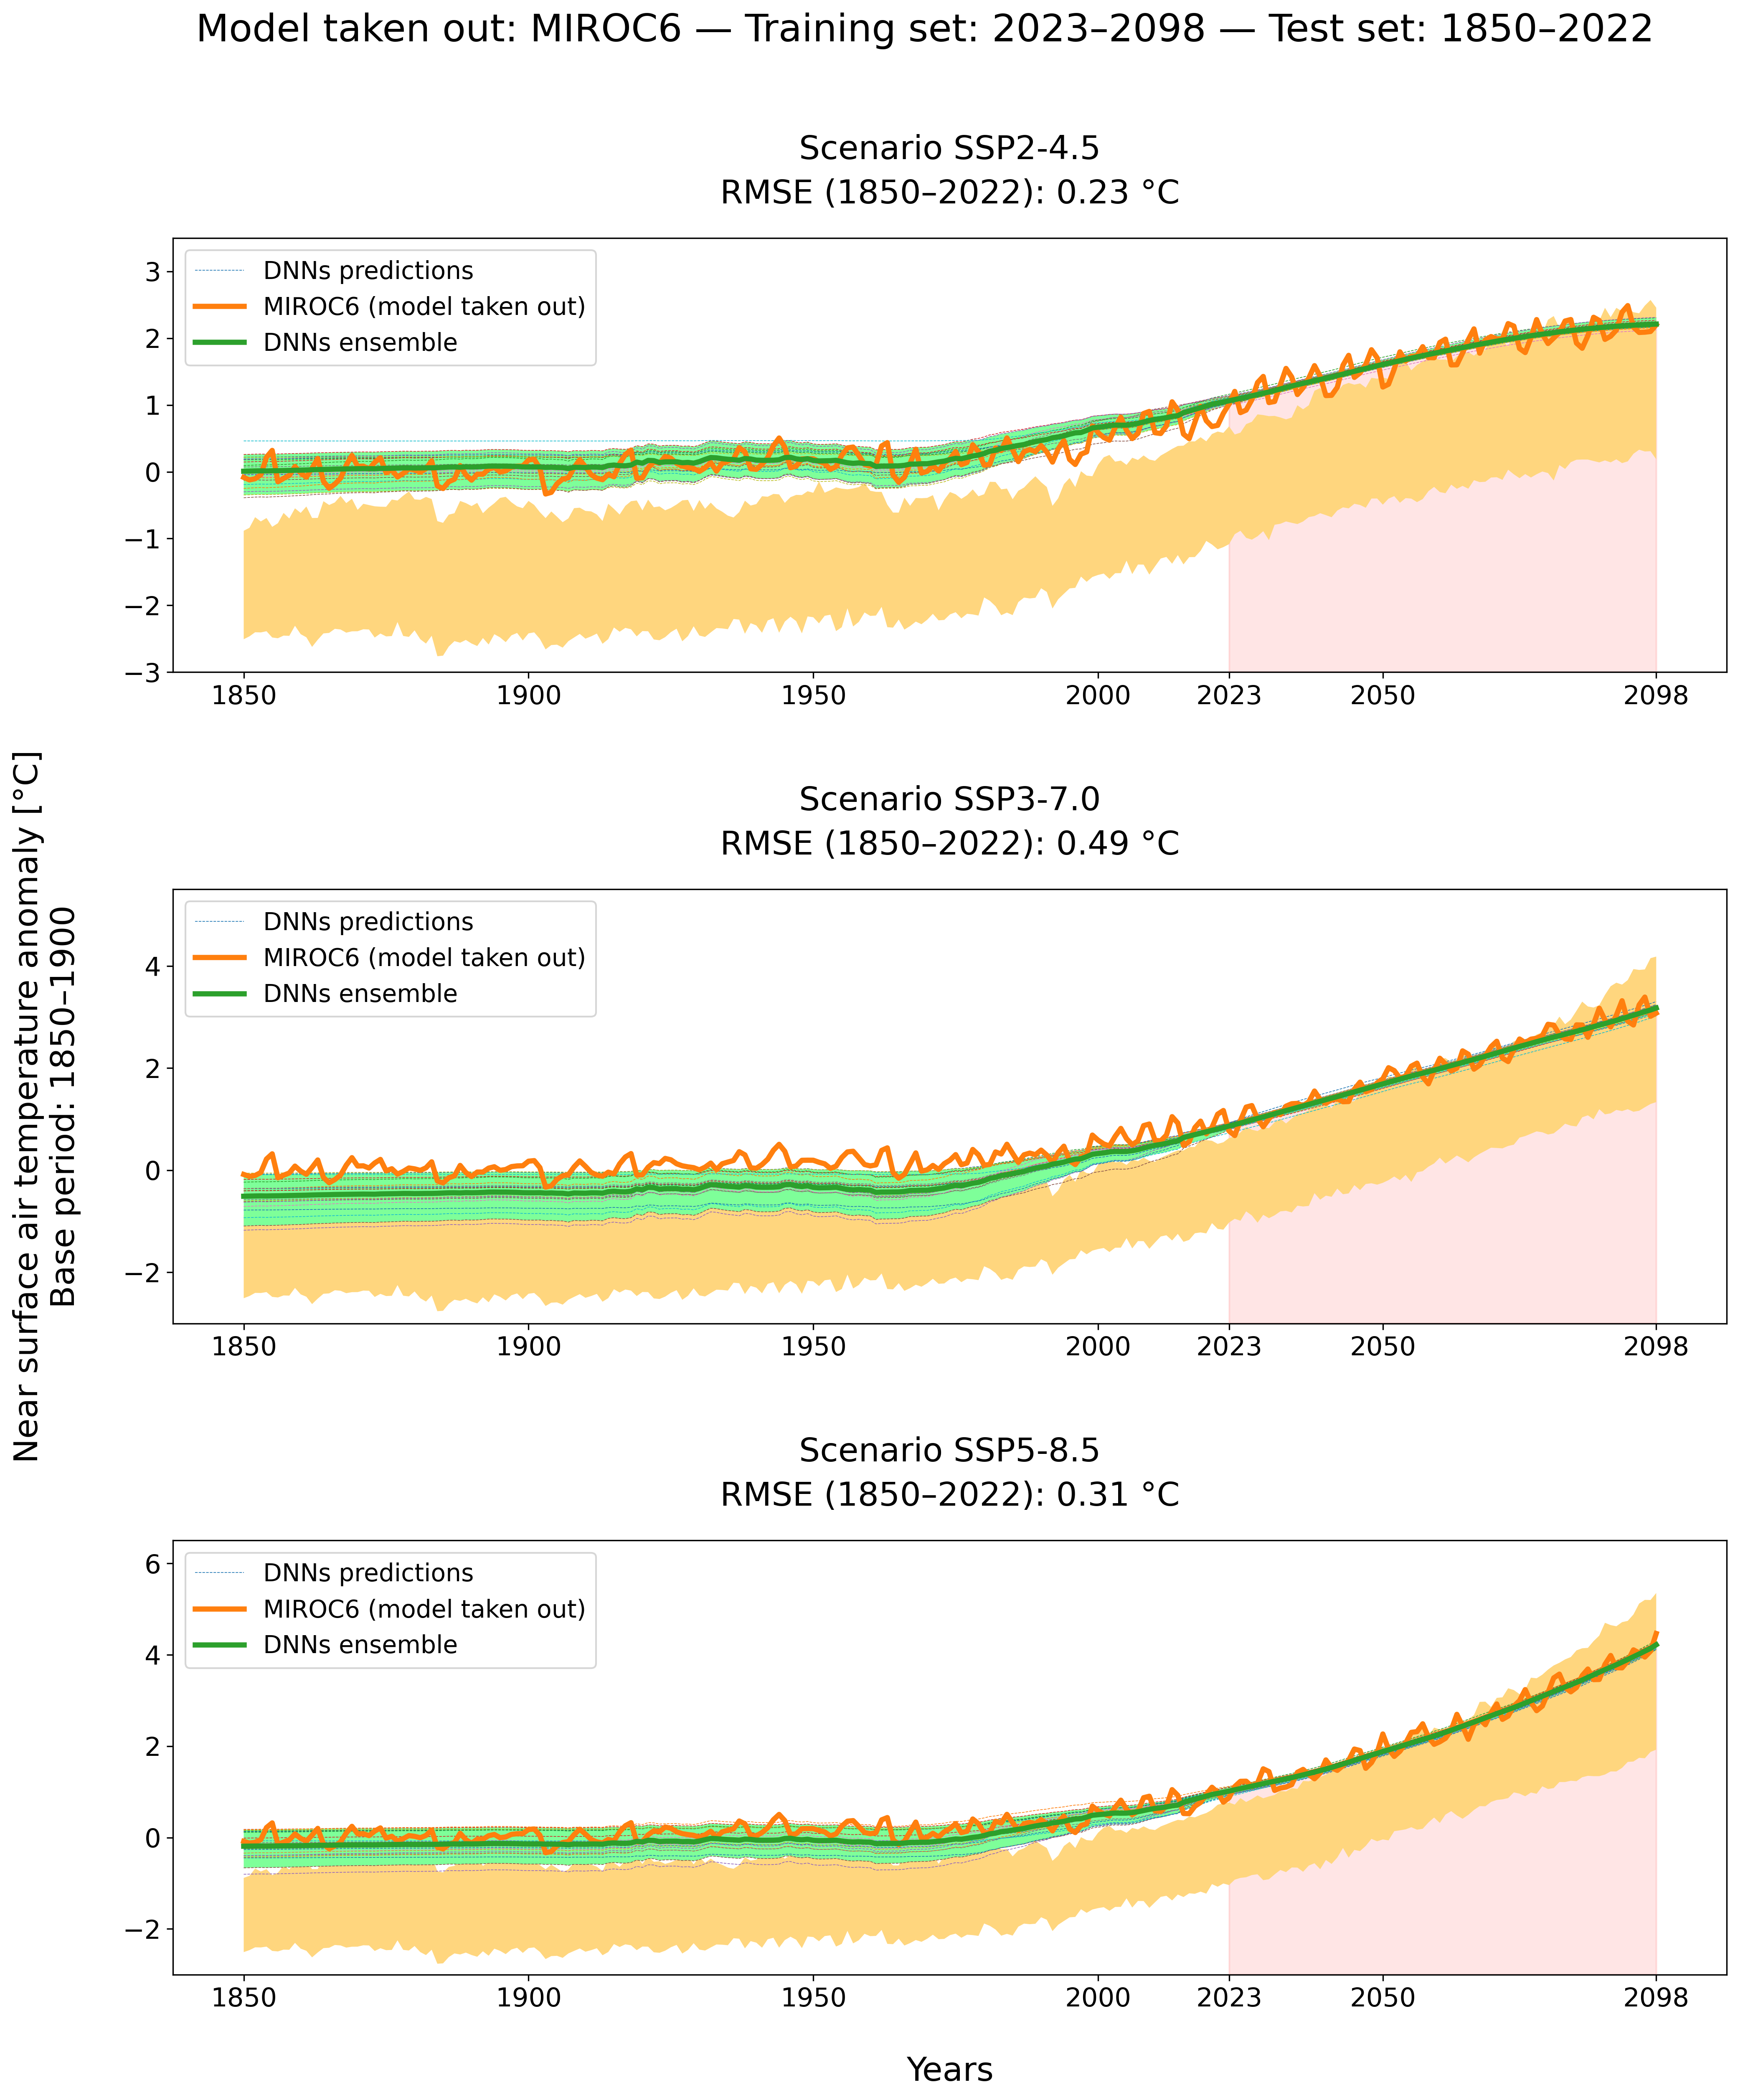 Model taken out: MIROC6 — Training set: 2023–2098 — Test set: 1850–2022
Near surface air temperature anomaly [°C]
Base period: 1850–1900
Scenario SSP2-4.5
RMSE (1850–2022): 0.23 °C
DNNs predictions
MIROC6 (model taken out)
DNNs ensemble
3
2
1
0
−1
−2
−3
1850 1900 1950 2000 2023 2050 2098
Scenario SSP3-7.0
RMSE (1850–2022): 0.49 °C
DNNs predictions
MIROC6 (model taken out)
DNNs ensemble
4
2
0
−2
1850 1900 1950 2000 2023 2050 2098
Scenario SSP5-8.5
RMSE (1850–2022): 0.31 °C
DNNs predictions
MIROC6 (model taken out)
DNNs ensemble
6
4
2
0
−2
1850 1900 1950 2000 2023 2050 2098
Years